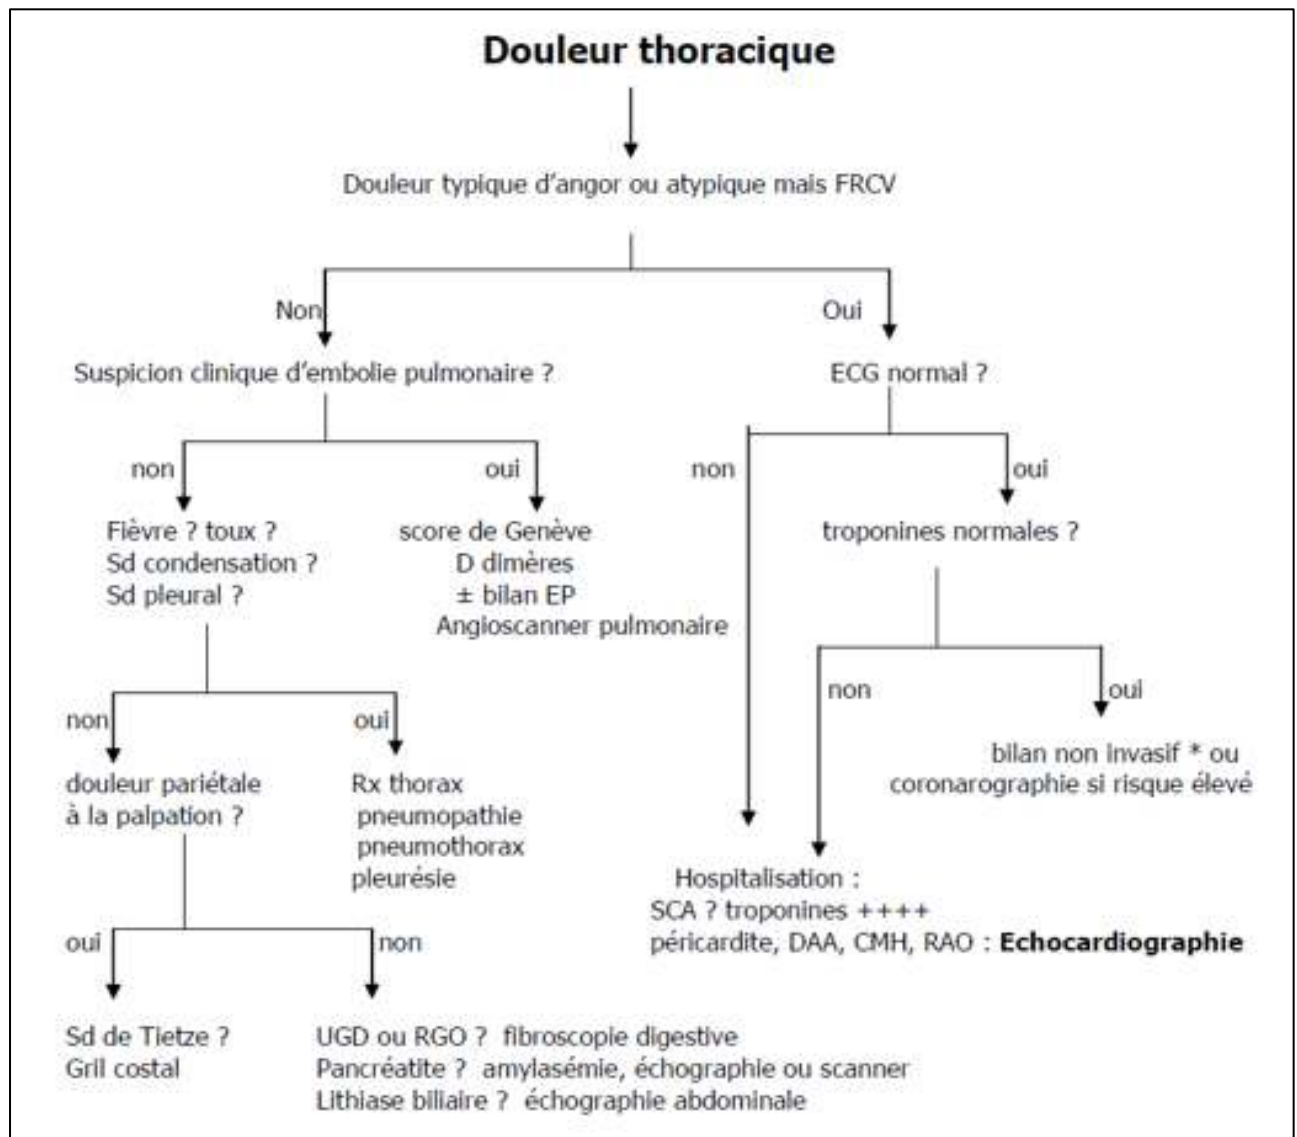 Douleur thoracique
Douleur typique d'angor ou atypique mais FRCV
Non
Oui
Suspicion clinique d'embolie pulmonaire ?
ECG normal ?
non
oui
non
oui
Fièvre ? toux ?
Sd condensation ?
Sd pleural ?
score de Genève
D dimères
± bilan EP
Angioscanner pulmonaire
troponines normales ?
non
oui
non
oui
douleur pariétale
à la palpation ?
Rx thorax
pneumopathie
pneumothorax
pleurésie
bilan non invasif * ou
coronarographie si risque élevé
Hospitalisation :
SCA ? troponines ++++
péricardite, DAA, CMH, RAO : Echocardiographie
oui
non
Sd de Tietze ?
Gril costal
UGD ou RGO ? fibroscopie digestive
Pancréatite ? amylasémie, échographie ou scanner
Lithiase biliaire ? échographie abdominale